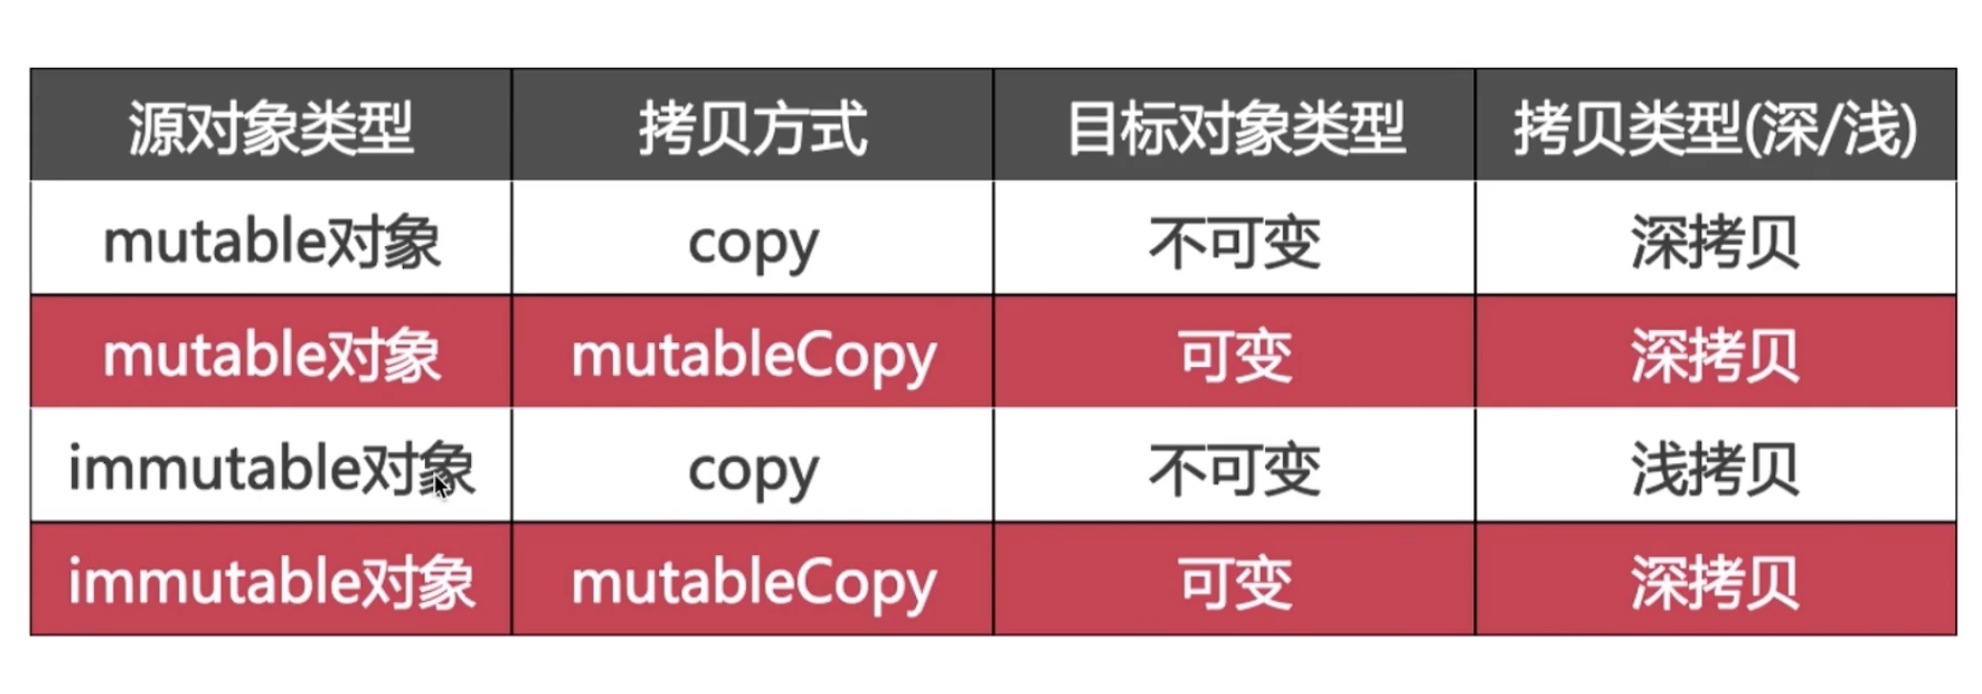 源对象类型 拷贝方式 目标对象类型 拷贝类型(深/浅)
mutable对象 copy 不可变 深拷贝
mutable对象 mutableCopy 可变 深拷贝
immutable对象 copy 不可变 浅拷贝
immutable对象 mutableCopy 可变 深拷贝